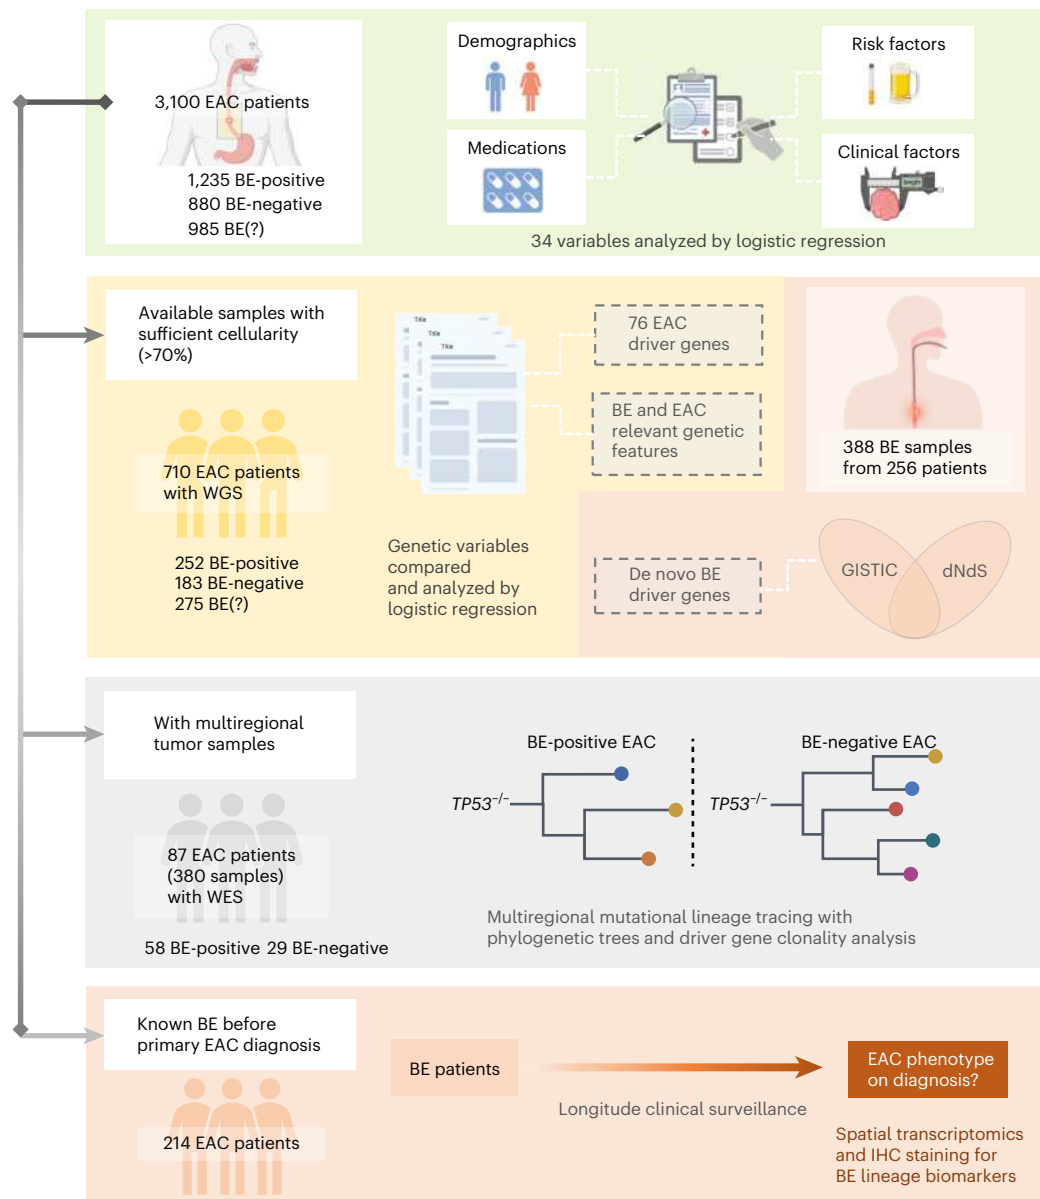 3,100 EAC patients
1,235 BE-positive
880 BE-negative
985 BE(?)
Demographics
Medications
Risk factors
Clinical factors
34 variables analyzed by logistic regression
Available samples with
sufficient cellularity
(>70%)
710 EAC patients
with WGS
252 BE-positive
183 BE-negative
275 BE(?)
Title
Title
Title
Genetic variables
compared
and analyzed by
logistic regression
76 EAC
driver genes
BE and EAC
relevant genetic
features
388 BE samples
from 256 patients
De novo BE
driver genes
GISTIC
dNdS
With multiregional
tumor samples
87 EAC patients
(380 samples)
with WES
58 BE-positive 29 BE-negative
BE-positive EAC
BE-negative EAC
TP53⁻/⁻
TP53⁻/⁻
Multiregional mutational lineage tracing with
phylogenetic trees and driver gene clonality analysis
Known BE before
primary EAC diagnosis
214 EAC patients
BE patients
Longitude clinical surveillance
EAC phenotype
on diagnosis?
Spatial transcriptomics
and IHC staining for
BE lineage biomarkers